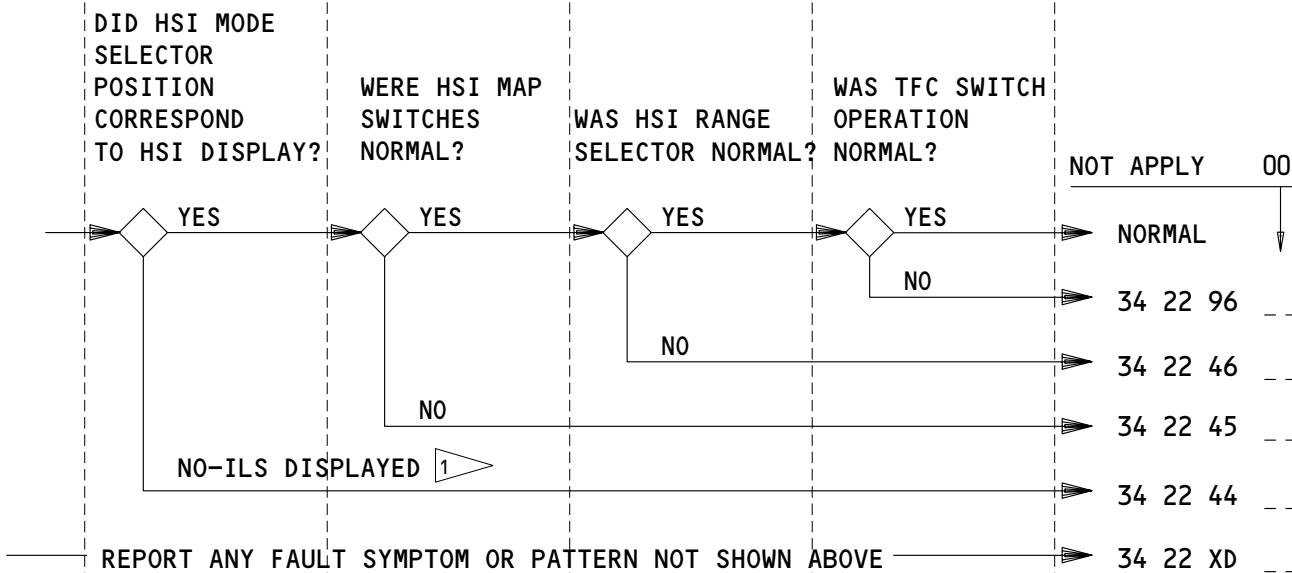 DID HSI MODE
SELECTOR
POSITION
CORRESPOND
TO HSI DISPLAY?
WERE HSI MAP
SWITCHES
NORMAL?
WAS HSI RANGE
SELECTOR NORMAL?
WAS TFC SWITCH
OPERATION
NORMAL?
NOT APPLY 00
YES
YES
YES
YES
NORMAL
NO
34 22 96 _ _
NO
34 22 46 _ _
NO
34 22 45 _ _
NO-ILS DISPLAYED 1
34 22 44 _ _
REPORT ANY FAULT SYMPTOM OR PATTERN NOT SHOWN ABOVE
34 22 XD _ _